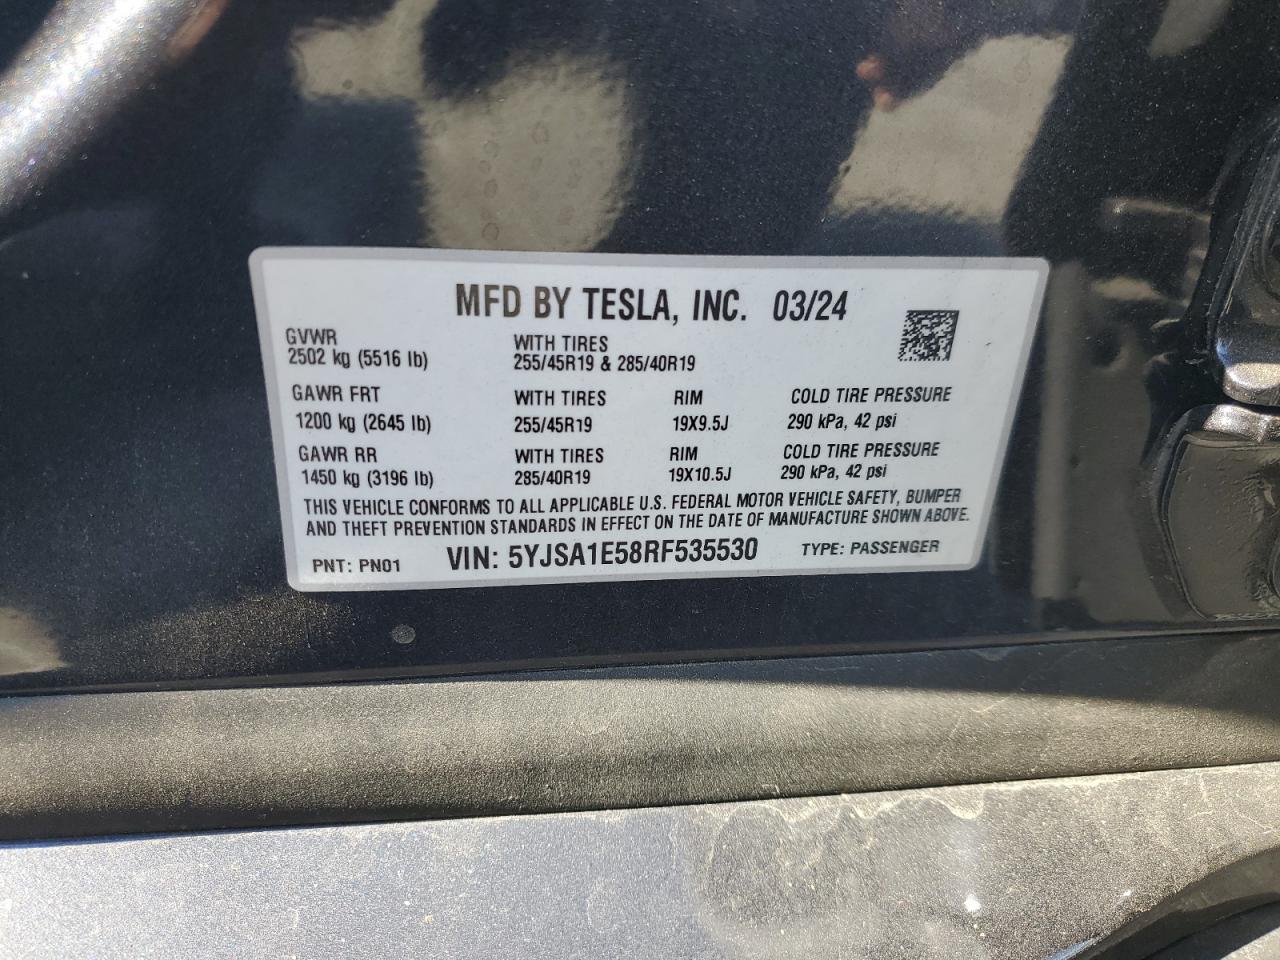 MFD BY TESLA, INC. 03/24
GVWR WITH TIRES
2502 kg (5516 lb) 255/45R19 & 285/40R19
GAWR FRT WITH TIRES RIM COLD TIRE PRESSURE
1200 kg (2645 lb) 255/45R19 19X9.5J 290 kPa, 42 psi
GAWR RR WITH TIRES RIM COLD TIRE PRESSURE
1450 kg (3196 lb) 285/40R19 19X10.5J 290 kPa, 42 psi
THIS VEHICLE CONFORMS TO ALL APPLICABLE U.S. FEDERAL MOTOR VEHICLE SAFETY, BUMPER
AND THEFT PREVENTION STANDARDS IN EFFECT ON THE DATE OF MANUFACTURE SHOWN ABOVE.
PNT: PN01 VIN: 5YJSA1E58RF535530 TYPE: PASSENGER